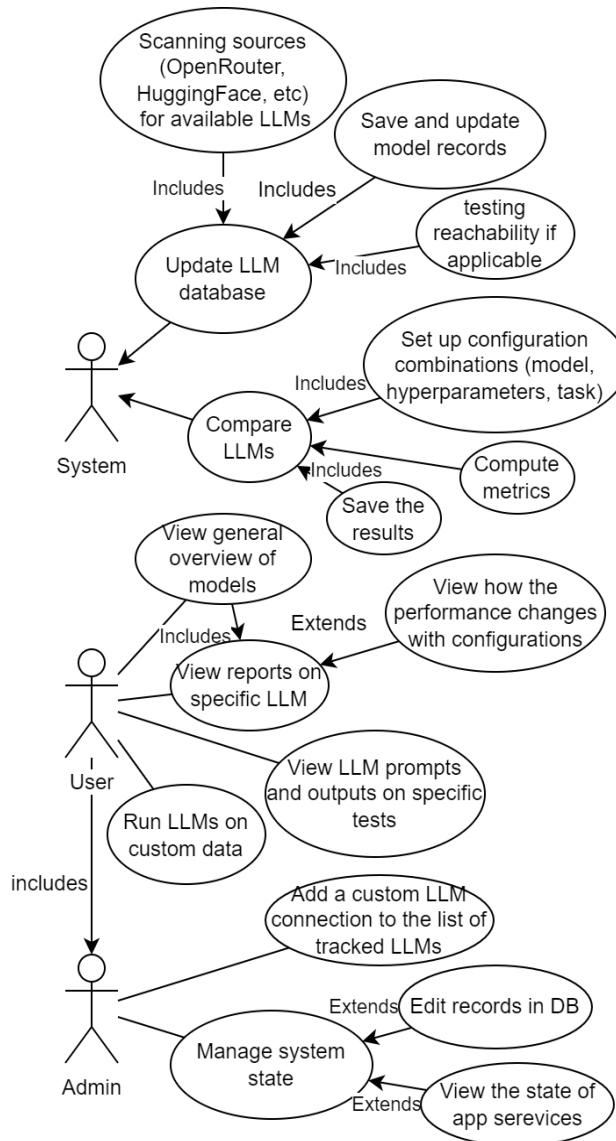 Scanning sources
(OpenRouter,
HuggingFace, etc)
for available LLMs
Save and update
model records
Includes
Includes
testing
reachability if
applicable
Includes
Update LLM
database
Set up configuration
combinations (model,
hyperparameters, task)
Includes
System
Compare
LLMs
Includes
Compute
metrics
Save the
results
View general
overview of
models
View how the
performance changes
with configurations
Includes
Extends
View reports on
specific LLM
User
View LLM prompts
and outputs on specific
tests
Run LLMs on
custom data
includes
Add a custom LLM
connection to the list of
tracked LLMs
Admin
Extends
Edit records in DB
Manage system
state
Extends
View the state of
app serevices